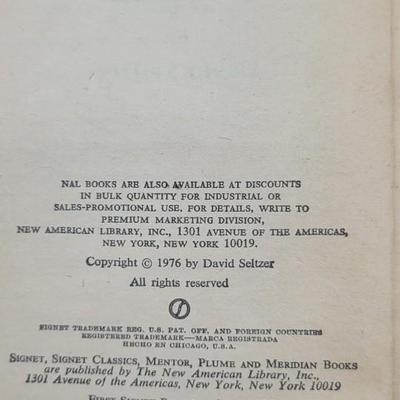 NAL BOOKS ARE ALSO AVAILABLE AT DISCOUNTS
IN BULK QUANTITY FOR INDUSTRIAL OR
SALES-PROMOTIONAL USE. FOR DETAILS, WRITE TO
PREMIUM MARKETING DIVISION,
NEW AMERICAN LIBRARY, INC., 1301 AVENUE OF THE AMERICAS,
NEW YORK, NEW YORK 10019.
Copyright © 1976 by David Seltzer
All rights reserved
SIGNET TRADEMARK REG. U.S. PAT. OFF. AND FOREIGN COUNTRIES
REGISTERED TRADEMARK—MARCA REGISTRADA
HECHO EN CHICAGO, U.S.A.
SIGNET, SIGNET CLASSICS, MENTOR, PLUME AND MERIDIAN BOOKS
are published by The New American Library, Inc.,
1301 Avenue of the Americas, New York, New York 10019
FIRST